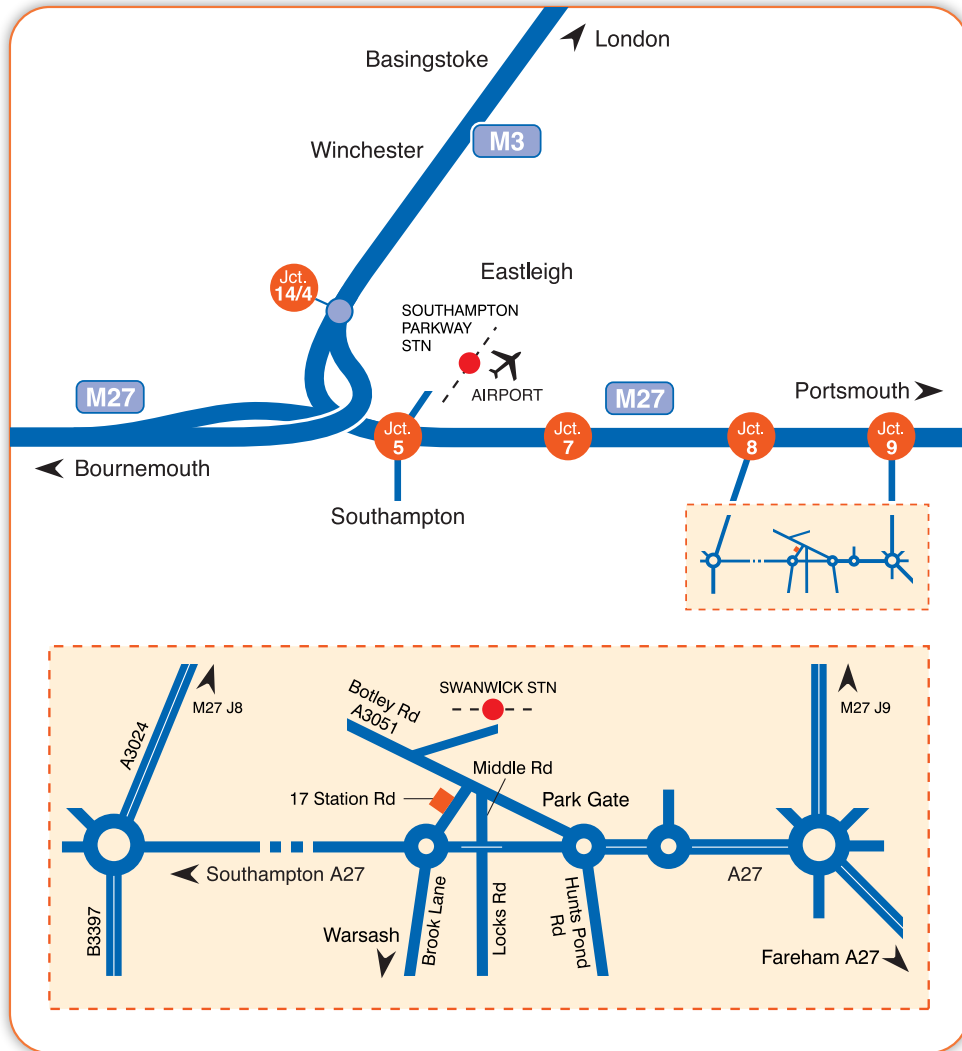 London
Basingstoke
M3
Winchester
Jct.
14/4
Eastleigh
SOUTHAMPTON
PARKWAY
STN
AIRPORT
M27
M27
Portsmouth
Jct.
5
Jct.
7
Jct.
8
Jct.
9
Bournemouth
Southampton
M27 J8
A3024
Botley Rd
A3051
SWANWICK STN
M27 J9
Middle Rd
17 Station Rd
Park Gate
Southampton A27
A27
B3397
Warsash
Brook Lane
Locks Rd
Hunts Pond
Rd
Fareham A27